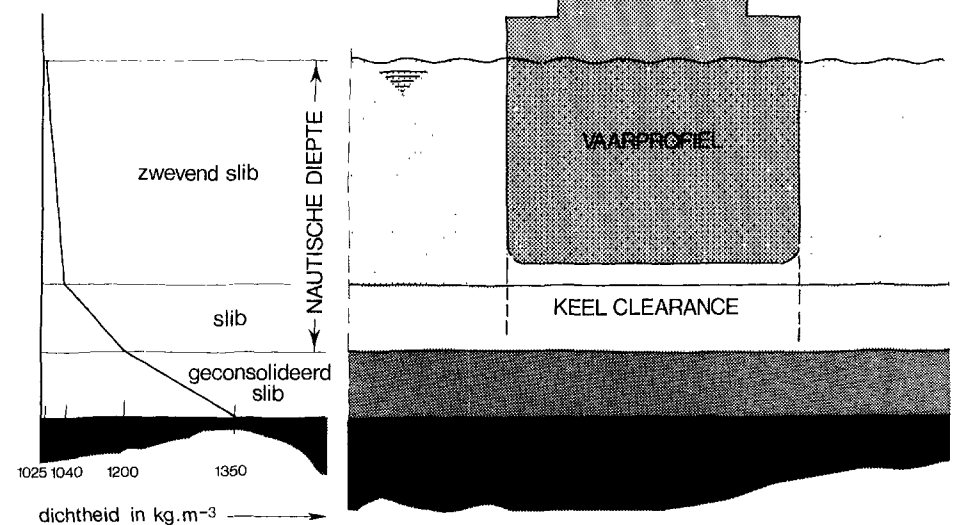 zwevend slib
slib
geconsolideerd
slib
1025 1040 1200 1350
dichtheid in kg.m-3
NAUTISCHE DIEPTE
VAARPROFIEL
KEEL CLEARANCE